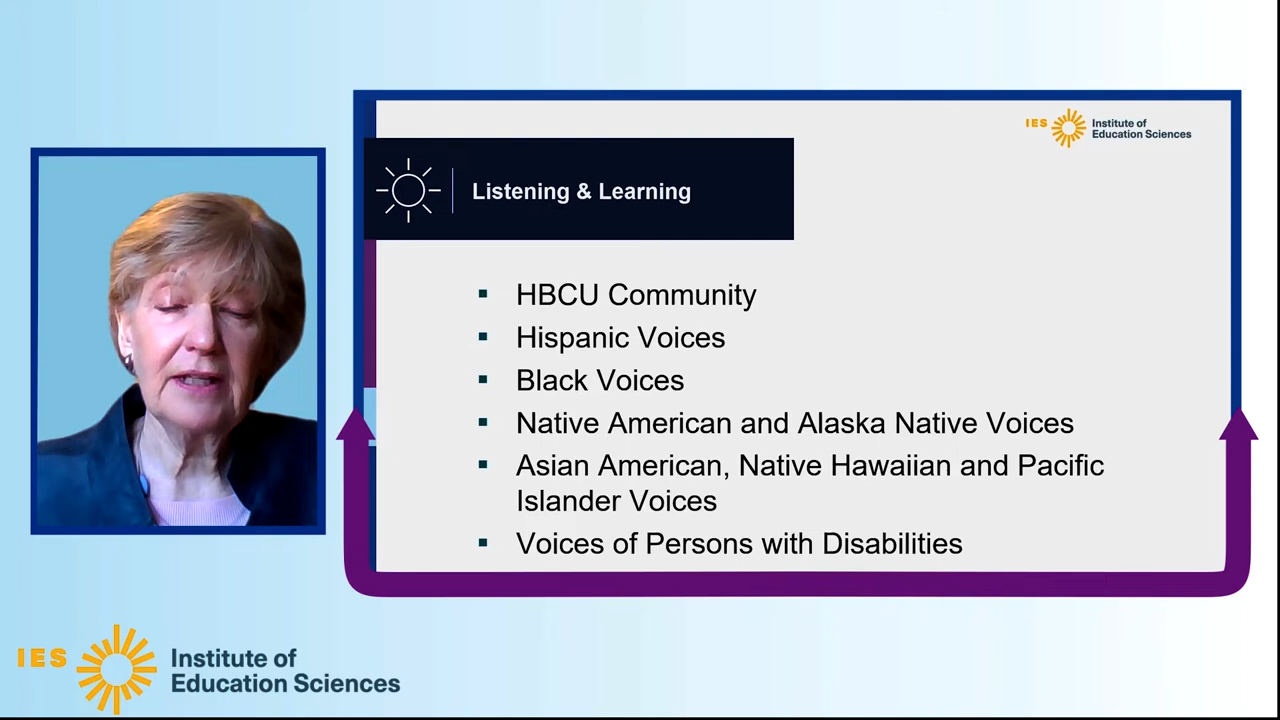 IES
Institute of
Education Sciences
Listening & Learning
HBCU Community
Hispanic Voices
Black Voices
Native American and Alaska Native Voices
Asian American, Native Hawaiian and Pacific
Islander Voices
Voices of Persons with Disabilities
IES
Institute of
Education Sciences